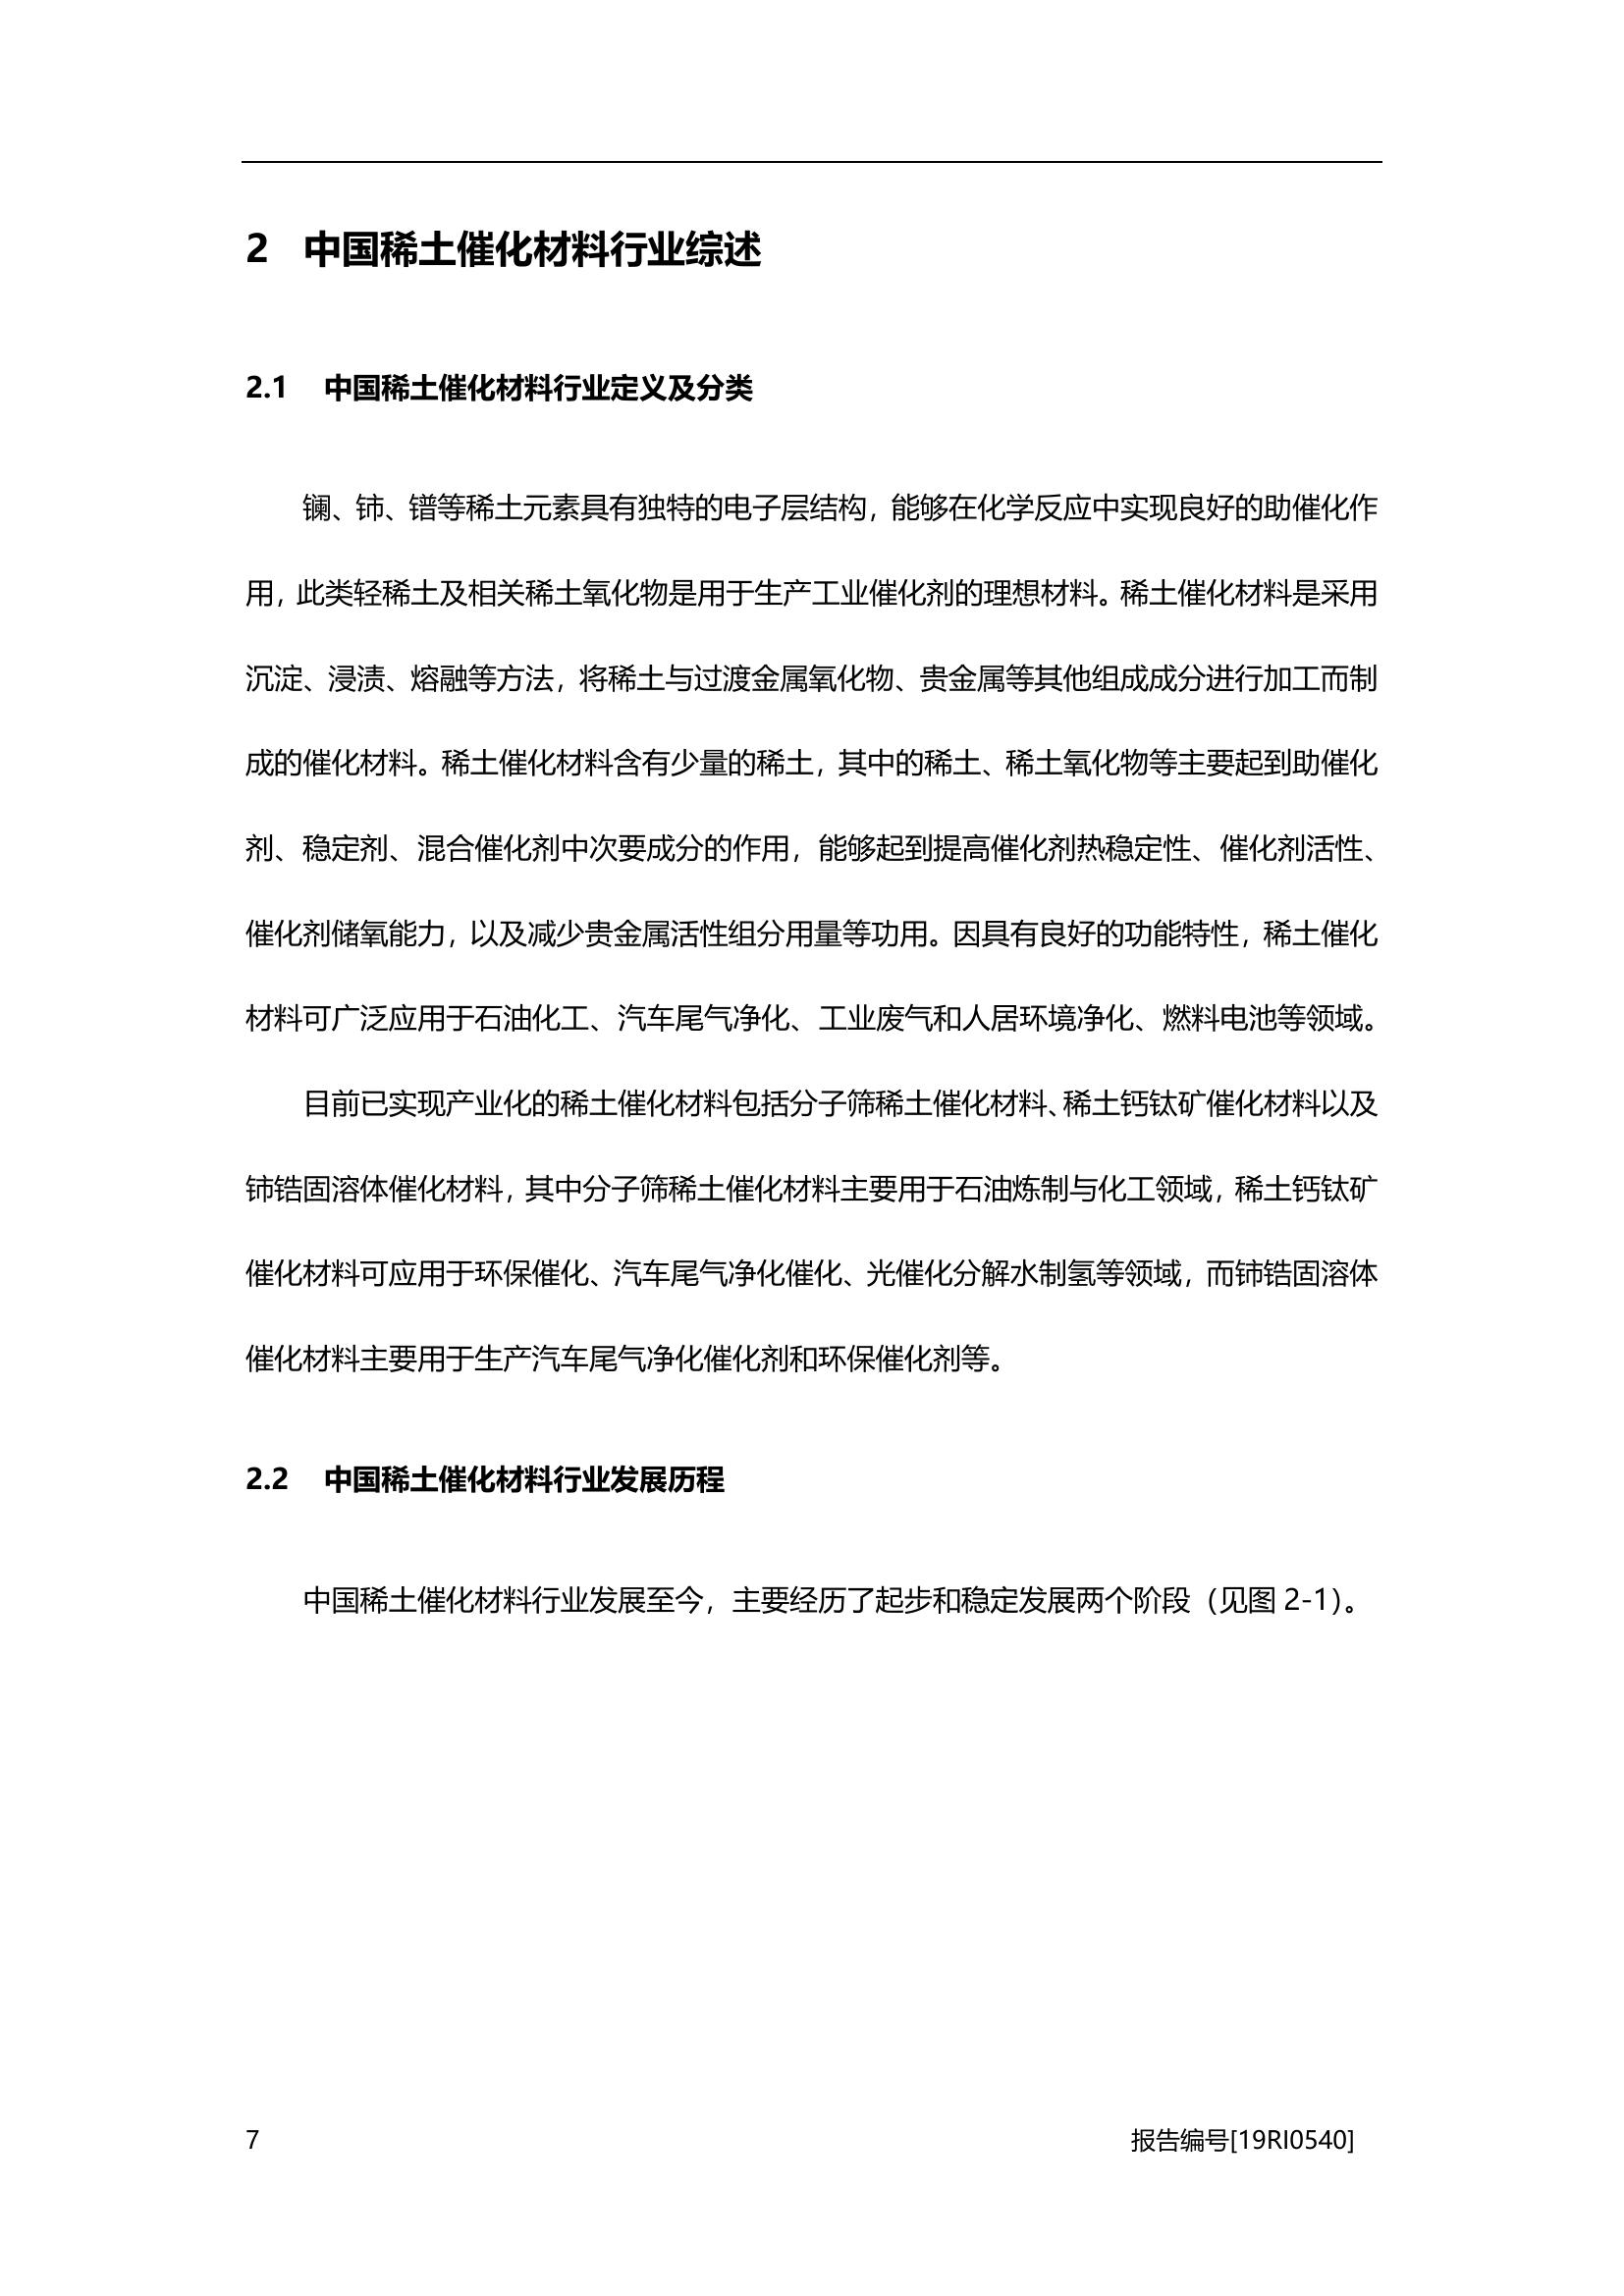 2 中国稀土催化材料行业综述
2.1 中国稀土催化材料行业定义及分类
镧、铈、镨等稀土元素具有独特的电子层结构，能够在化学反应中实现良好的助催化作
用，此类轻稀土及相关稀土氧化物是用于生产工业催化剂的理想材料。稀土催化材料是采用
沉淀、浸渍、熔融等方法，将稀土与过渡金属氧化物、贵金属等其他组成成分进行加工而制
成的催化材料。稀土催化材料含有少量的稀土，其中的稀土、稀土氧化物等主要起到助催化
剂、稳定剂、混合催化剂中次要成分的作用，能够起到提高催化剂热稳定性、催化剂活性、
催化剂储氧能力，以及减少贵金属活性组分用量等功用。因具有良好的功能特性，稀土催化
材料可广泛应用于石油化工、汽车尾气净化、工业废气和人居环境净化、燃料电池等领域。
目前已实现产业化的稀土催化材料包括分子筛稀土催化材料、稀土钙钛矿催化材料以及
铈锆固溶体催化材料，其中分子筛稀土催化材料主要用于石油炼制与化工领域，稀土钙钛矿
催化材料可应用于环保催化、汽车尾气净化催化、光催化分解水制氢等领域，而铈锆固溶体
催化材料主要用于生产汽车尾气净化催化剂和环保催化剂等。
2.2 中国稀土催化材料行业发展历程
中国稀土催化材料行业发展至今，主要经历了起步和稳定发展两个阶段（见图 2-1）。
7 报告编号[19RI0540]